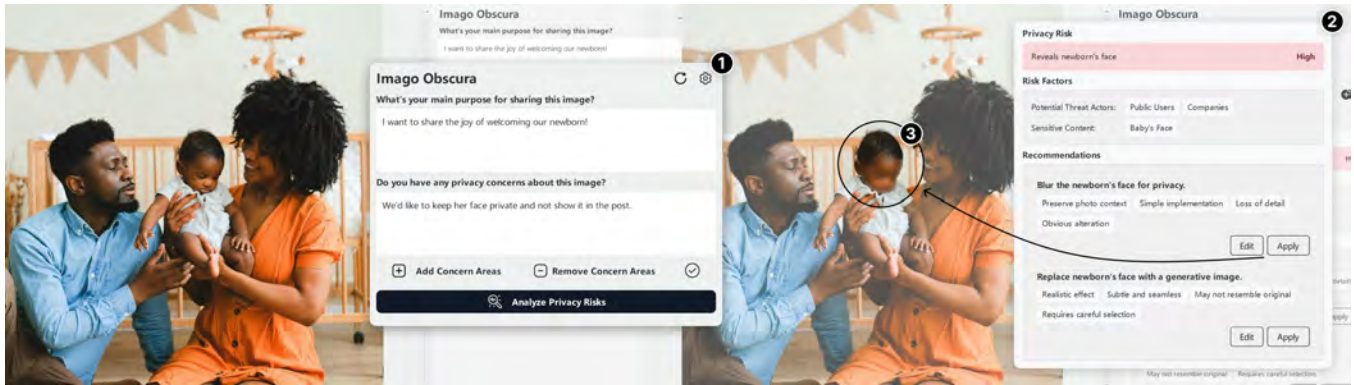 Imago Obscura
What's your main purpose for sharing this image?
I want to share the joy of welcoming our newborn!
1
Imago Obscura
What's your main purpose for sharing this image?
I want to share the joy of welcoming our newborn!
Do you have any privacy concerns about this image?
We'd like to keep her face private and not show it in the post.
Add Concern Areas
Remove Concern Areas
Analyze Privacy Risks
3
Imago Obscura
2
Privacy Risk
Reveals newborn's face High
Risk Factors
Potential Threat Actors: Public Users Companies
Sensitive Content: Baby's Face
Recommendations
Blur the newborn's face for privacy.
Preserve photo context Simple implementation Loss of detail
Obvious alteration
Edit Apply
Replace newborn's face with a generative image.
Realistic effect Subtle and seamless May not resemble original
Requires careful selection
Edit Apply
May not resemble original Requires careful selection